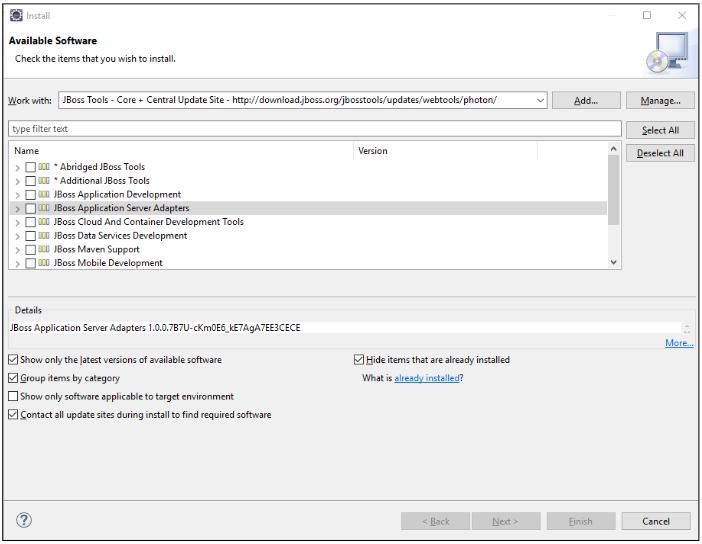 Install
Available Software
Check the items that you wish to install.
Work with: JBoss Tools - Core + Central Update Site - http://download.jboss.org/jbosstools/updates/webtools/photon/ Add... Manage...
type filter text Select All
Deselect All
Name Version
* Abridged JBoss Tools
* Additional JBoss Tools
JBoss Application Development
JBoss Application Server Adapters
JBoss Cloud And Container Development Tools
JBoss Data Services Development
JBoss Maven Support
JBoss Mobile Development
Details
JBoss Application Server Adapters 1.0.0.7B7U-cKm0E6_kE7AgA7EE3CECE
More...
Show only the latest versions of available software Hide items that are already installed
Group items by category What is already installed?
Show only software applicable to target environment
Contact all update sites during install to find required software
? < Back Next > Finish Cancel